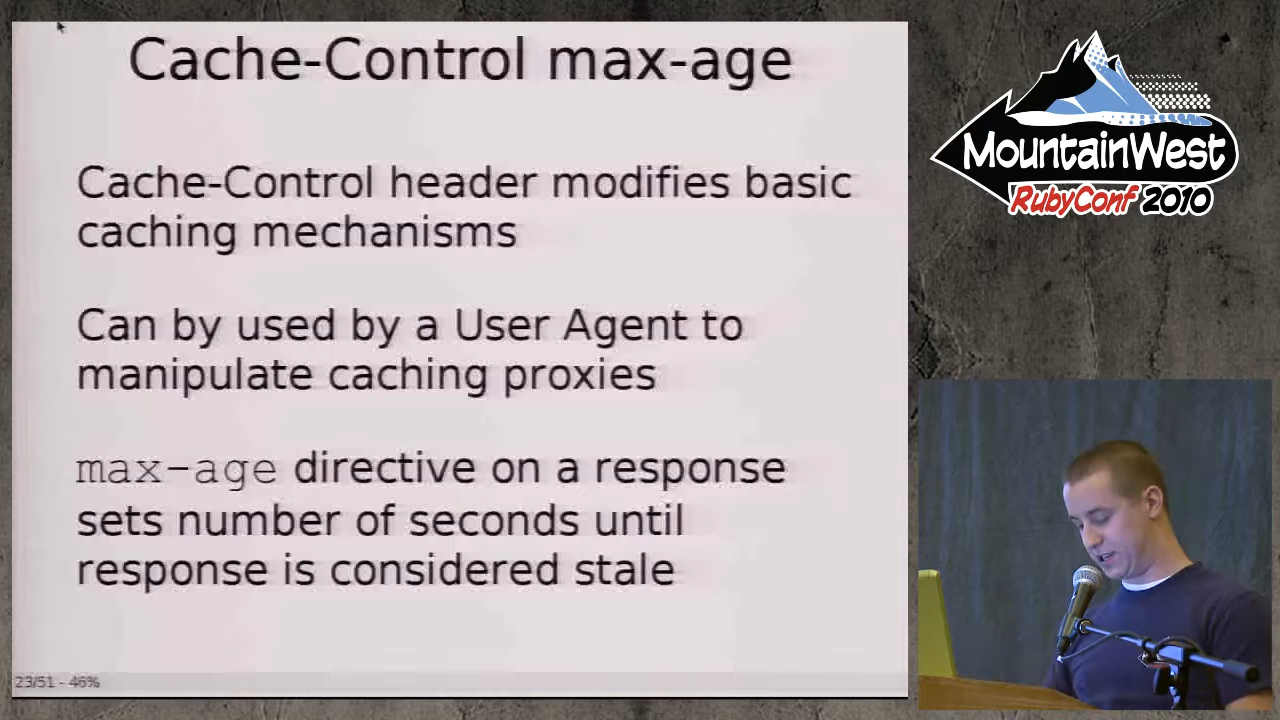 Cache-Control max-age
Cache-Control header modifies basic
caching mechanisms
Can by used by a User Agent to
manipulate caching proxies
max-age directive on a response
sets number of seconds until
response is considered stale
23/51 - 46%
MountainWest
RubyConf 2010